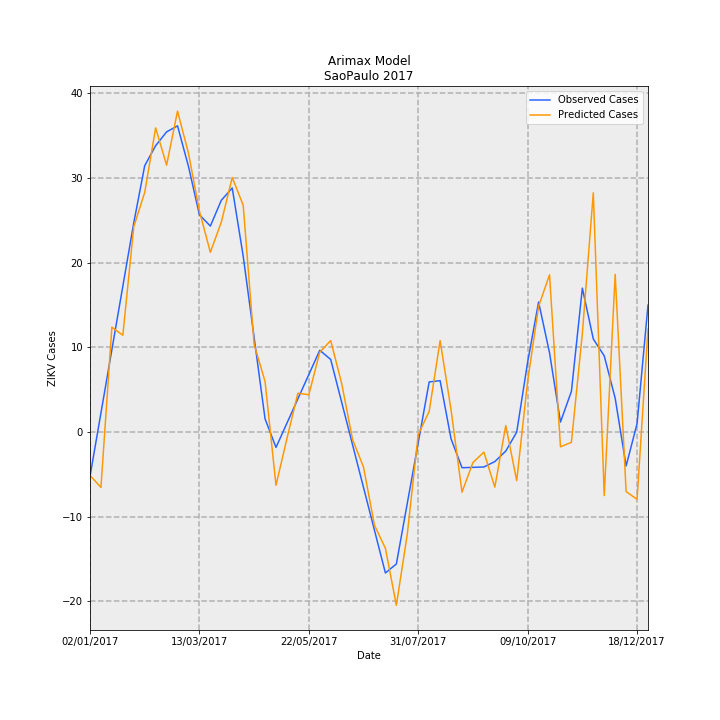 Arimax Model
SaoPaulo 2017
Observed Cases
Predicted Cases
ZIKV Cases
40
30
20
10
0
−10
−20
02/01/2017 13/03/2017 22/05/2017 31/07/2017 09/10/2017 18/12/2017
Date